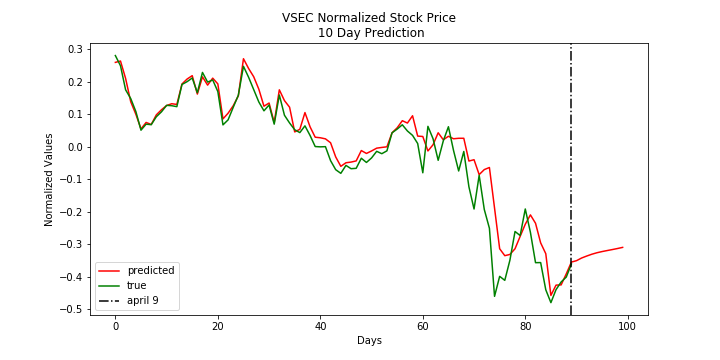 VSEC Normalized Stock Price
10 Day Prediction
Normalized Values
0.3
0.2
0.1
0.0
−0.1
−0.2
−0.3
−0.4
−0.5
predicted
true
april 9
0
20
40
60
80
100
Days